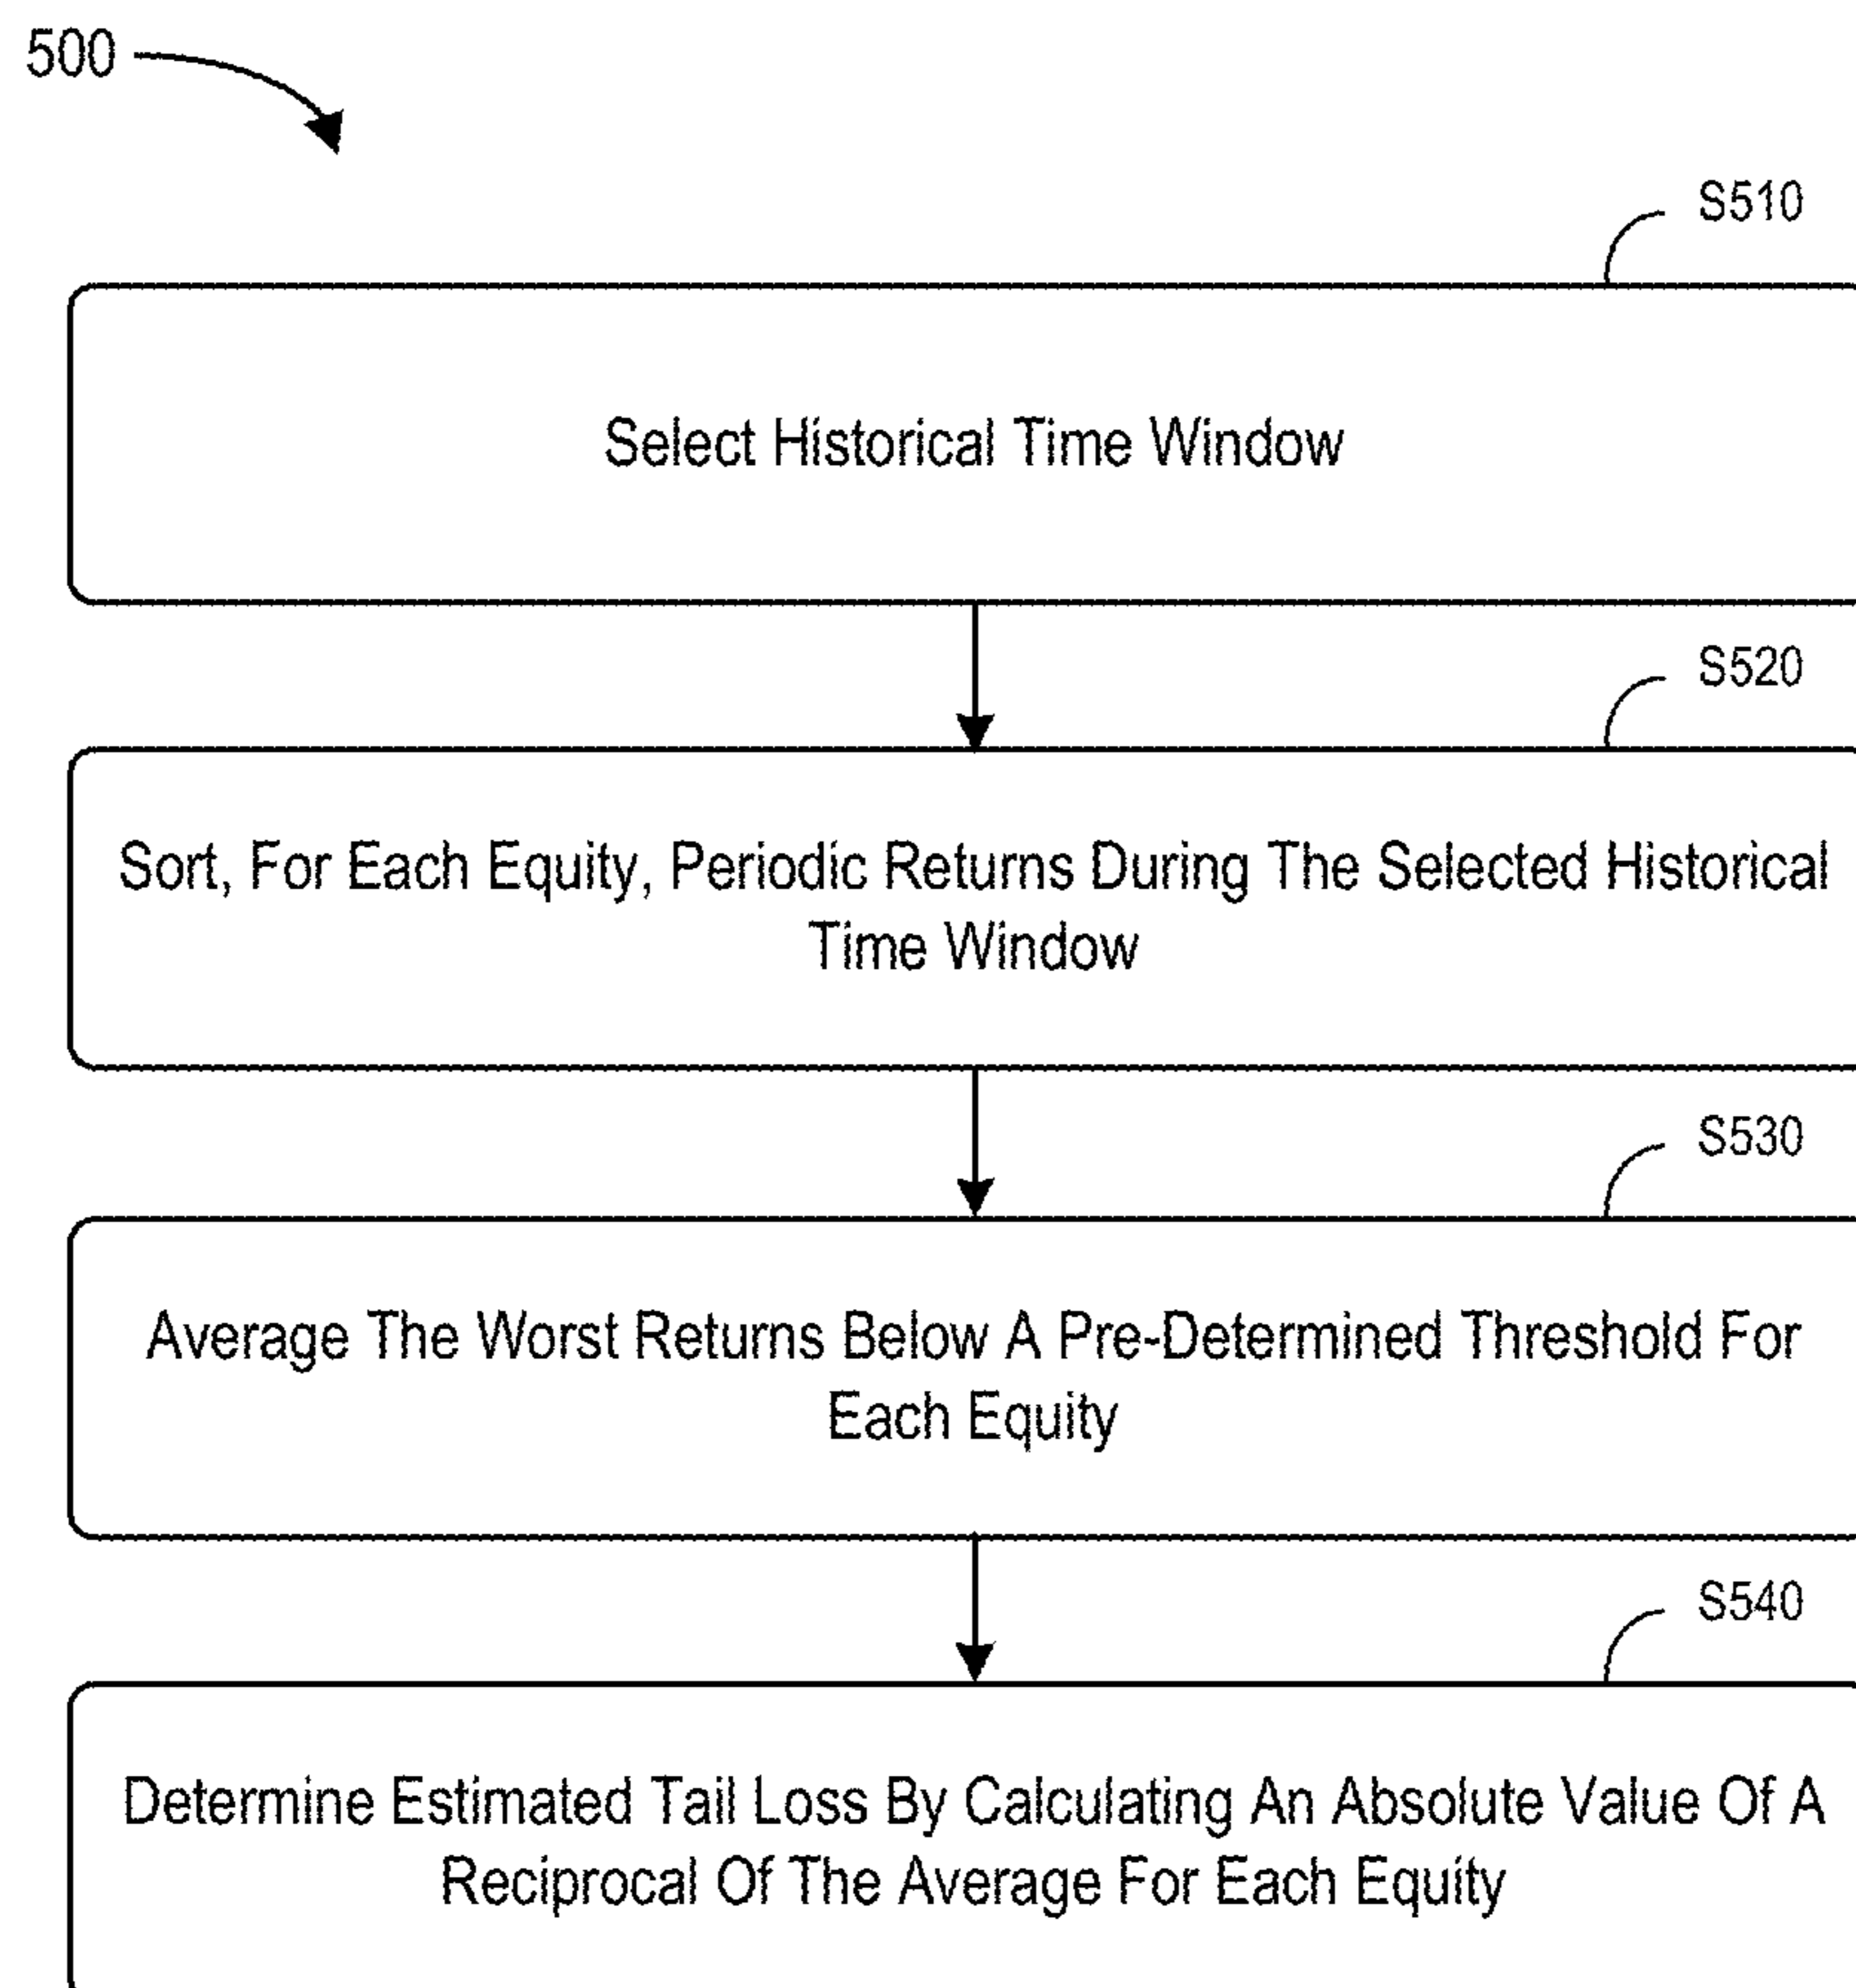 500
S510
Select Historical Time Window
S520
Sort, For Each Equity, Periodic Returns During The Selected Historical
Time Window
S530
Average The Worst Returns Below A Pre-Determined Threshold For
Each Equity
S540
Determine Estimated Tail Loss By Calculating An Absolute Value Of A
Reciprocal Of The Average For Each Equity